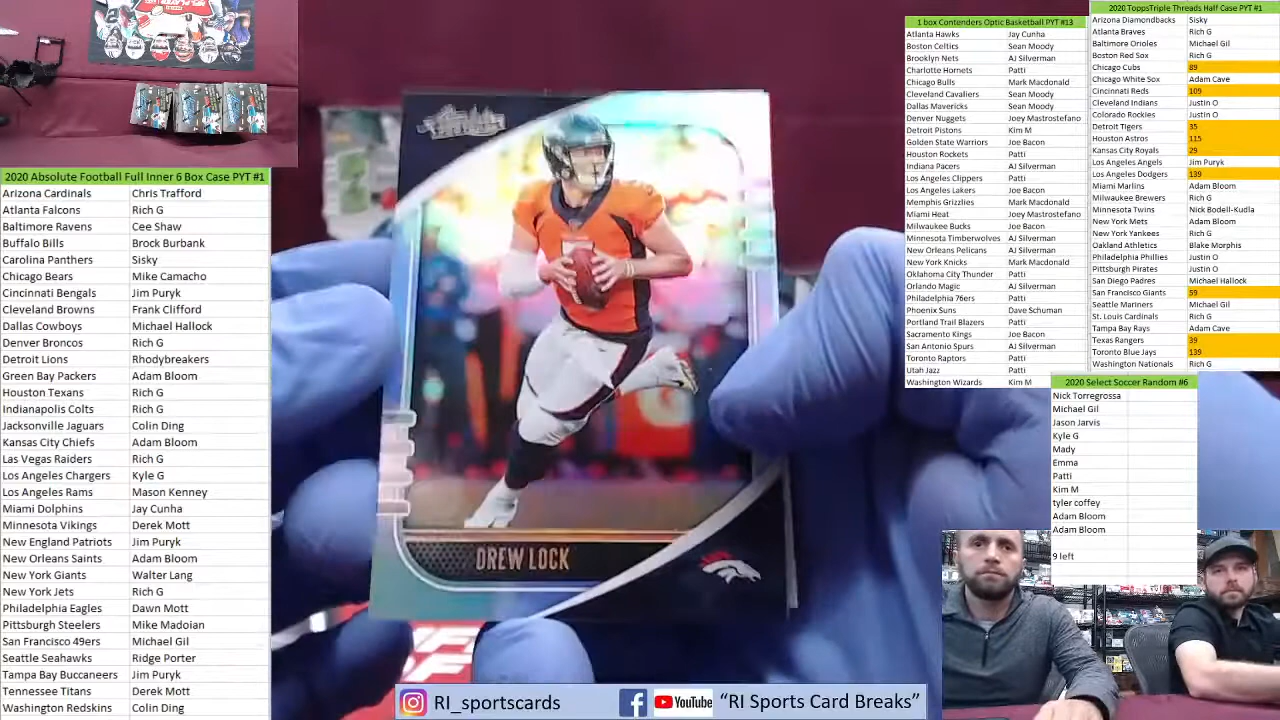 2020 Absolute Football Full Inner 6 Box Case PYT #1
Arizona Cardinals Chris Trafford
Atlanta Falcons Rich G
Baltimore Ravens Cee Shaw
Buffalo Bills Brock Burbank
Carolina Panthers Sisky
Chicago Bears Mike Camacho
Cincinnati Bengals Jim Puryk
Cleveland Browns Frank Clifford
Dallas Cowboys Michael Hallock
Denver Broncos Rich G
Detroit Lions Rhodybreakers
Green Bay Packers Adam Bloom
Houston Texans Rich G
Indianapolis Colts Rich G
Jacksonville Jaguars Colin Ding
Kansas City Chiefs Adam Bloom
Las Vegas Raiders Rich G
Los Angeles Chargers Kyle G
Los Angeles Rams Mason Kenney
Miami Dolphins Jay Cunha
Minnesota Vikings Derek Mott
New England Patriots Jim Puryk
New Orleans Saints Adam Bloom
New York Giants Walter Lang
New York Jets Rich G
Philadelphia Eagles Dawn Mott
Pittsburgh Steelers Mike Madoian
San Francisco 49ers Michael Gil
Seattle Seahawks Ridge Porter
Tampa Bay Buccaneers Jim Puryk
Tennessee Titans Derek Mott
Washington Redskins Colin Ding
DREW LOCK
RI_sportscards
YouTube
"RI Sports Card Breaks"
1 box Contenders Optic Basketball PYT #13
Atlanta Hawks Jay Cunha
Boston Celtics Sean Moody
Brooklyn Nets AJ Silverman
Charlotte Hornets Patti
Chicago Bulls Mark Macdonald
Cleveland Cavaliers Sean Moody
Dallas Mavericks Sean Moody
Denver Nuggets Joey Mastrostefano
Detroit Pistons Kim M
Golden State Warriors Joe Bacon
Houston Rockets Patti
Indiana Pacers AJ Silverman
Los Angeles Clippers Patti
Los Angeles Lakers Joe Bacon
Memphis Grizzlies Mark Macdonald
Miami Heat Joey Mastrostefano
Milwaukee Bucks Joe Bacon
Minnesota Timberwolves AJ Silverman
New Orleans Pelicans AJ Silverman
New York Knicks Mark Macdonald
Oklahoma City Thunder Patti
Orlando Magic AJ Silverman
Philadelphia 76ers Patti
Phoenix Suns Dave Schuman
Portland Trail Blazers Patti
Sacramento Kings Joe Bacon
San Antonio Spurs AJ Silverman
Toronto Raptors Patti
Utah Jazz Patti
Washington Wizards Kim M
2020 ToppsTriple Threads Half Case PYT #1
Arizona Diamondbacks Sisky
Atlanta Braves Rich G
Baltimore Orioles Michael Gil
Boston Red Sox Rich G
Chicago Cubs 89
Chicago White Sox Adam Cave
Cincinnati Reds 109
Cleveland Indians Justin O
Colorado Rockies Justin O
Detroit Tigers 35
Houston Astros 115
Kansas City Royals 29
Los Angeles Angels Jim Puryk
Los Angeles Dodgers 139
Miami Marlins Adam Bloom
Milwaukee Brewers Rich G
Minnesota Twins Nick Bodell-Kudla
New York Mets Adam Bloom
New York Yankees Rich G
Oakland Athletics Blake Morphis
Philadelphia Phillies Justin O
Pittsburgh Pirates Justin O
San Diego Padres Michael Hallock
San Francisco Giants 59
Seattle Mariners Michael Gil
St. Louis Cardinals Rich G
Tampa Bay Rays Adam Cave
Texas Rangers 39
Toronto Blue Jays 139
Washington Nationals Rich G
2020 Select Soccer Random #6
Nick Torregrossa
Michael Gil
Jason Jarvis
Kyle G
Mady
Emma
Patti
Kim M
tyler coffey
Adam Bloom
Adam Bloom
9 left